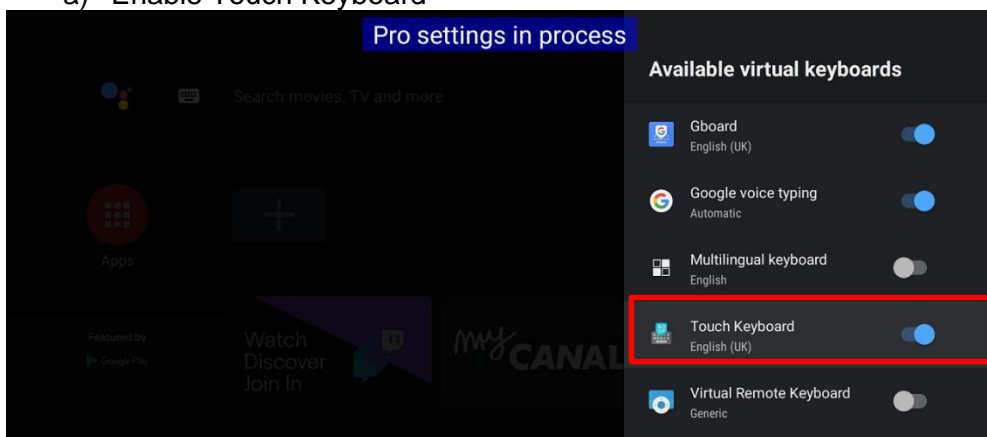 a) Enable Touch Keyboard
Pro settings in process
Search movies, TV and more
Apps
Featured by
Google Play
Watch
Discover
Join In
my CANAL
Available virtual keyboards
Gboard
English (UK)
Google voice typing
Automatic
Multilingual keyboard
English
Touch Keyboard
English (UK)
Virtual Remote Keyboard
Generic